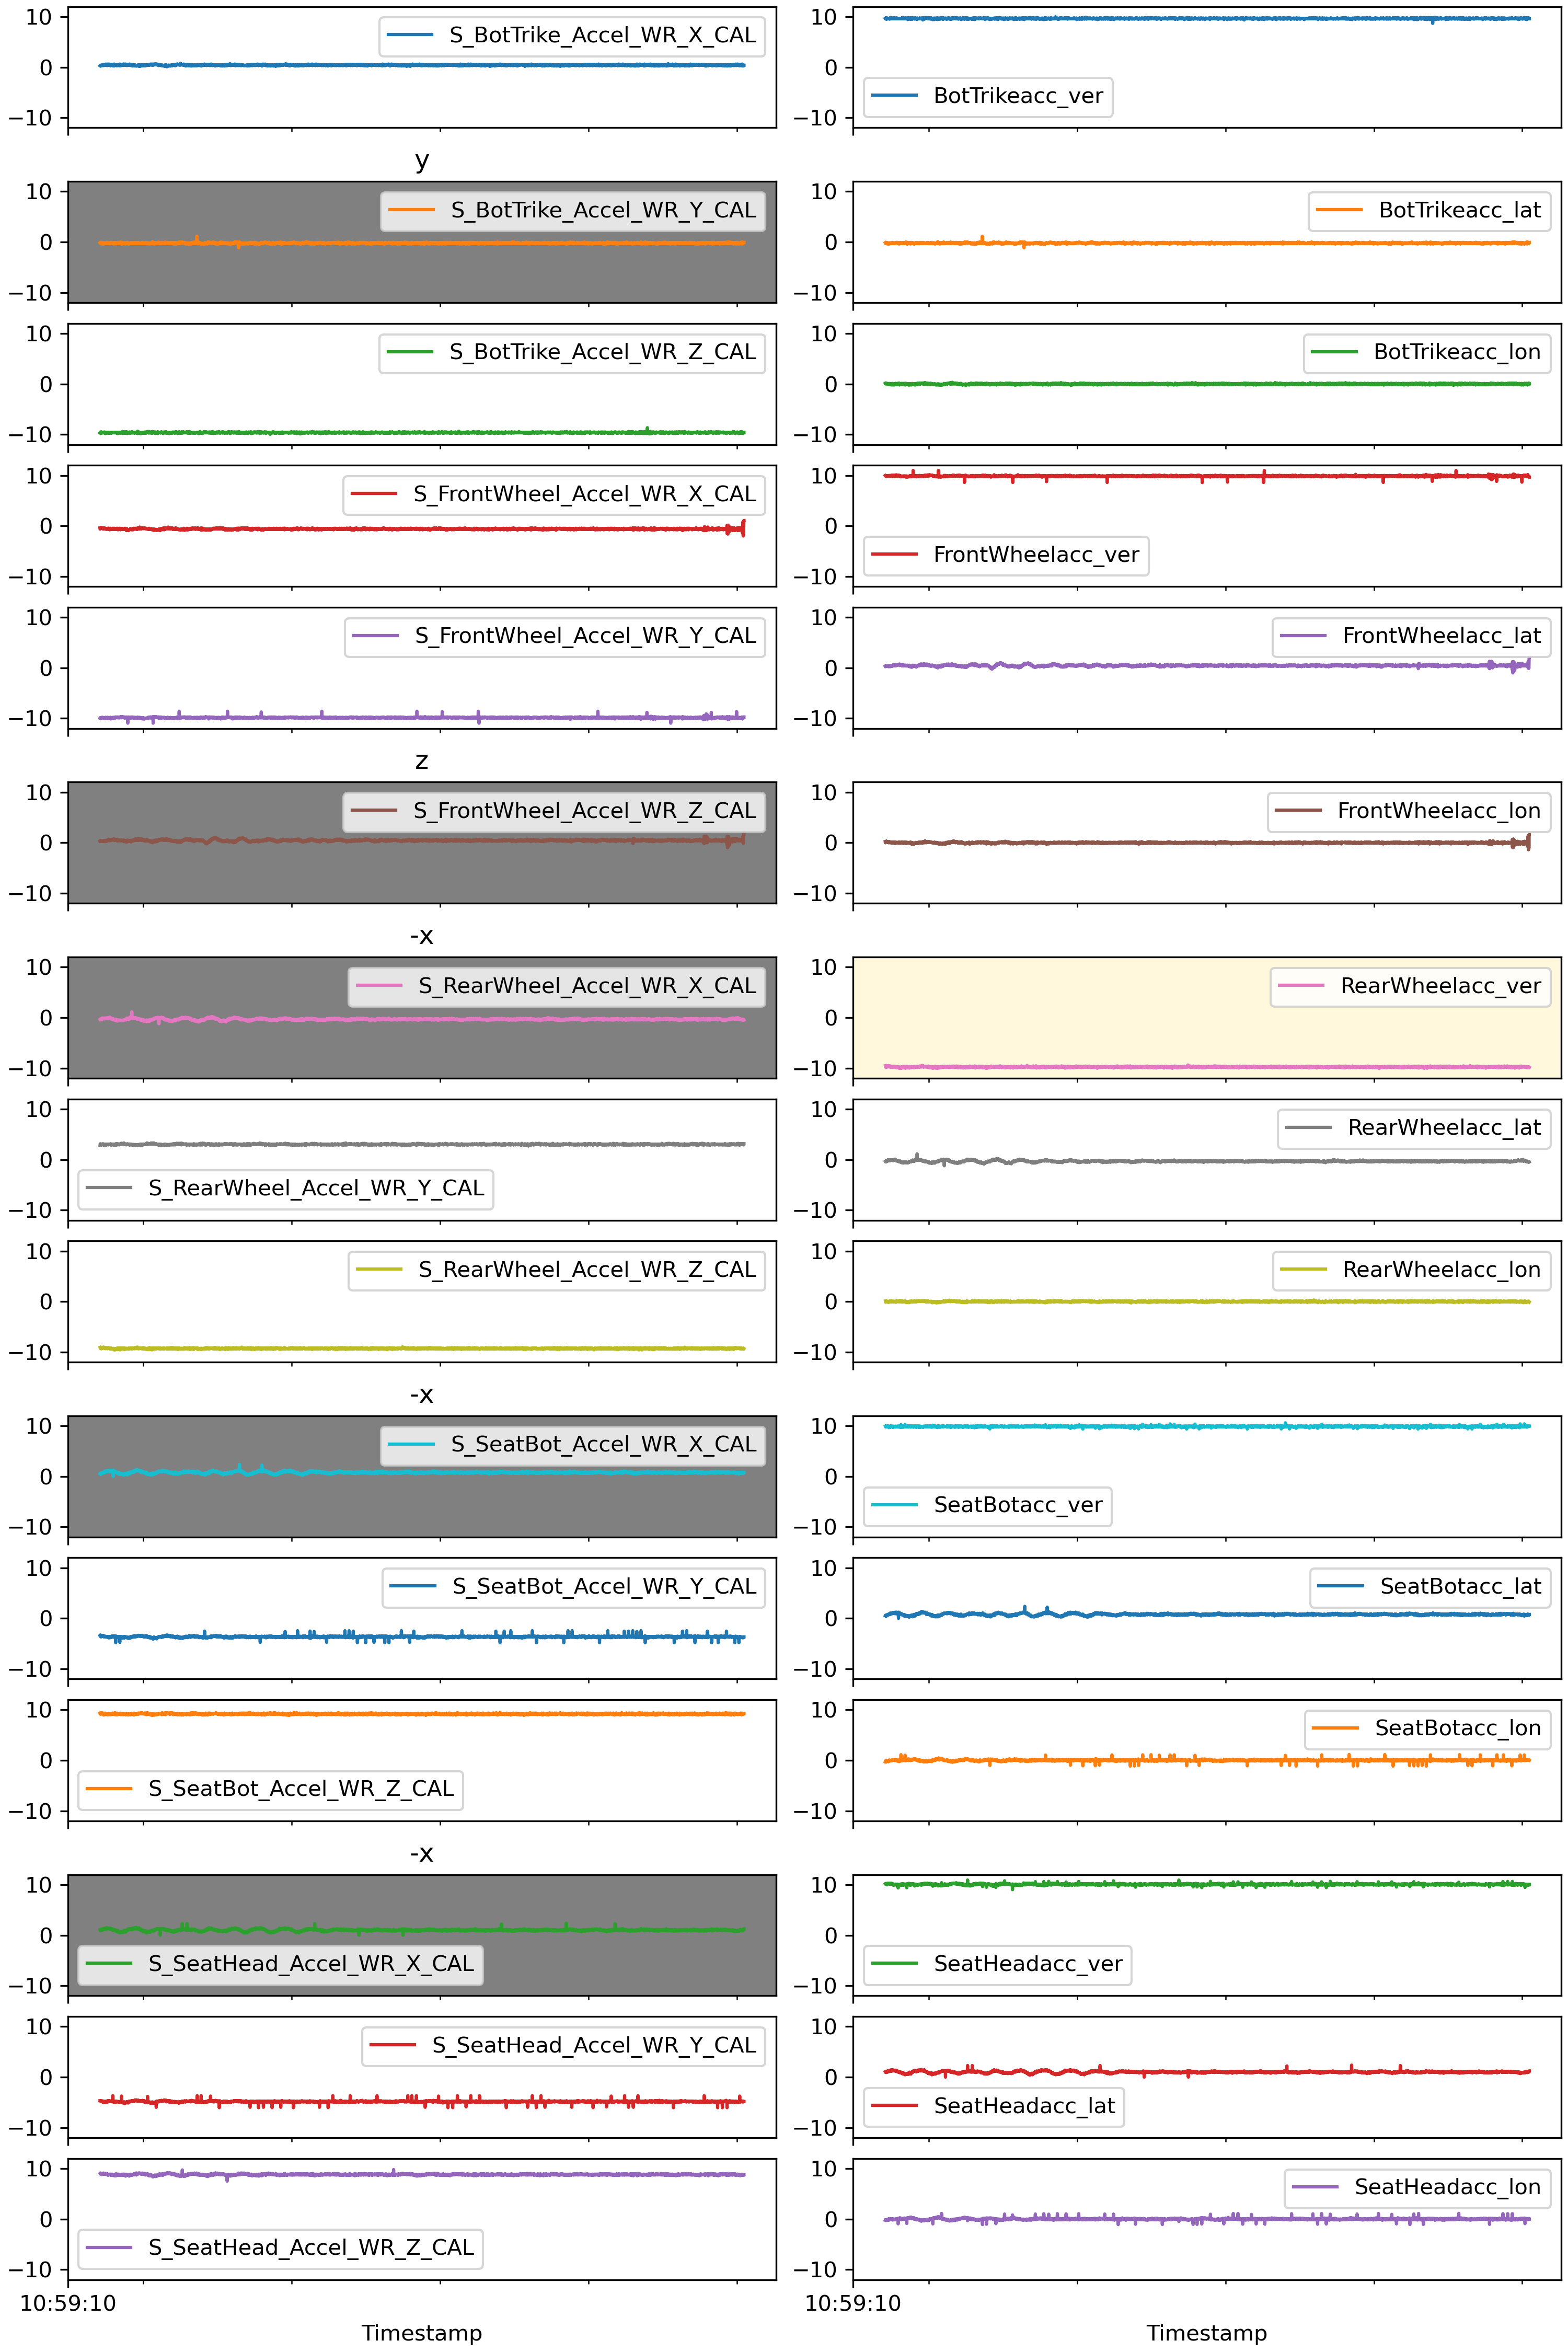 10
0
−10
S_BotTrike_Accel_WR_X_CAL
10
0
−10
BotTrikeacc_ver
y
10
0
−10
S_BotTrike_Accel_WR_Y_CAL
10
0
−10
BotTrikeacc_lat
10
0
−10
S_BotTrike_Accel_WR_Z_CAL
10
0
−10
BotTrikeacc_lon
10
0
−10
S_FrontWheel_Accel_WR_X_CAL
10
0
−10
FrontWheelacc_ver
10
0
−10
S_FrontWheel_Accel_WR_Y_CAL
10
0
−10
FrontWheelacc_lat
z
10
0
−10
S_FrontWheel_Accel_WR_Z_CAL
10
0
−10
FrontWheelacc_lon
-x
10
0
−10
S_RearWheel_Accel_WR_X_CAL
10
0
−10
RearWheelacc_ver
10
0
−10
S_RearWheel_Accel_WR_Y_CAL
10
0
−10
RearWheelacc_lat
10
0
−10
S_RearWheel_Accel_WR_Z_CAL
10
0
−10
RearWheelacc_lon
-x
10
0
−10
S_SeatBot_Accel_WR_X_CAL
10
0
−10
SeatBotacc_ver
10
0
−10
S_SeatBot_Accel_WR_Y_CAL
10
0
−10
SeatBotacc_lat
10
0
−10
S_SeatBot_Accel_WR_Z_CAL
10
0
−10
SeatBotacc_lon
-x
10
0
−10
S_SeatHead_Accel_WR_X_CAL
10
0
−10
SeatHeadacc_ver
10
0
−10
S_SeatHead_Accel_WR_Y_CAL
10
0
−10
SeatHeadacc_lat
10
0
−10
S_SeatHead_Accel_WR_Z_CAL
10
0
−10
SeatHeadacc_lon
10:59:10
Timestamp
10:59:10
Timestamp